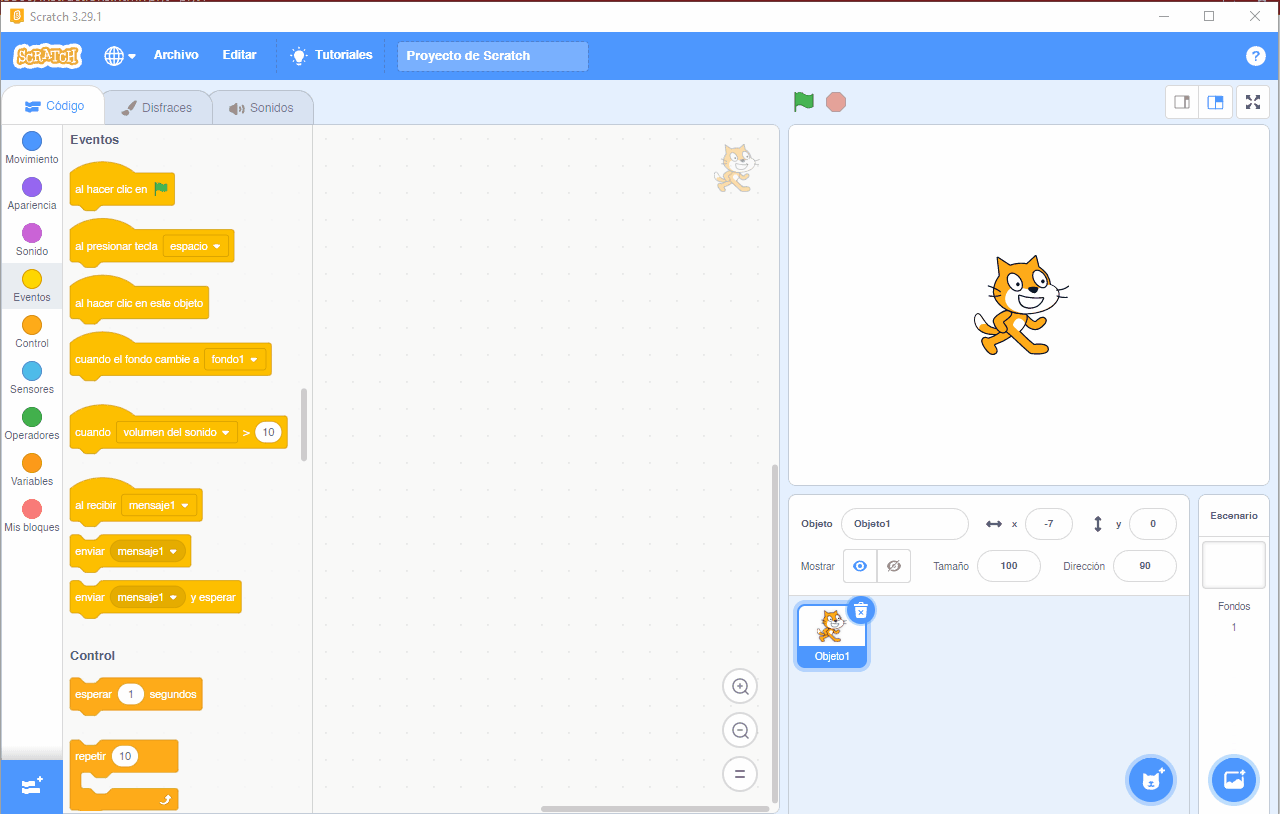 Scratch 3.29.1
SCRATCH
Archivo
Editar
Tutoriales
Proyecto de Scratch
?
Código
Disfraces
Sonidos
Movimiento
Apariencia
Sonido
Eventos
Control
Sensores
Operadores
Variables
Mis bloques
Eventos
al hacer clic en
al presionar tecla espacio
al hacer clic en este objeto
cuando el fondo cambie a fondo1
cuando volumen del sonido > 10
al recibir mensaje1
enviar mensaje1
enviar mensaje1 y esperar
Control
esperar 1 segundos
repetir 10
Objeto Objeto1 x -7 y 0
Mostrar Tamaño 100 Dirección 90
Objeto1
Escenario
Fondos
1